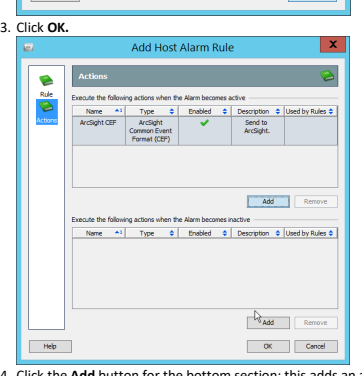 3. Click OK.
Add Host Alarm Rule
X
Rule
Actions
Actions
Execute the following actions when the Alarm becomes active
Name Type Enabled Description Used by Rules
ArcSight CEF ArcSight Common Event Format (CEF) Send to ArcSight.
Add Remove
Execute the following actions when the Alarm becomes inactive
Name Type Enabled Description Used by Rules
Add Remove
Help OK Cancel
4. Click the Add button for the bottom section; this adds an a